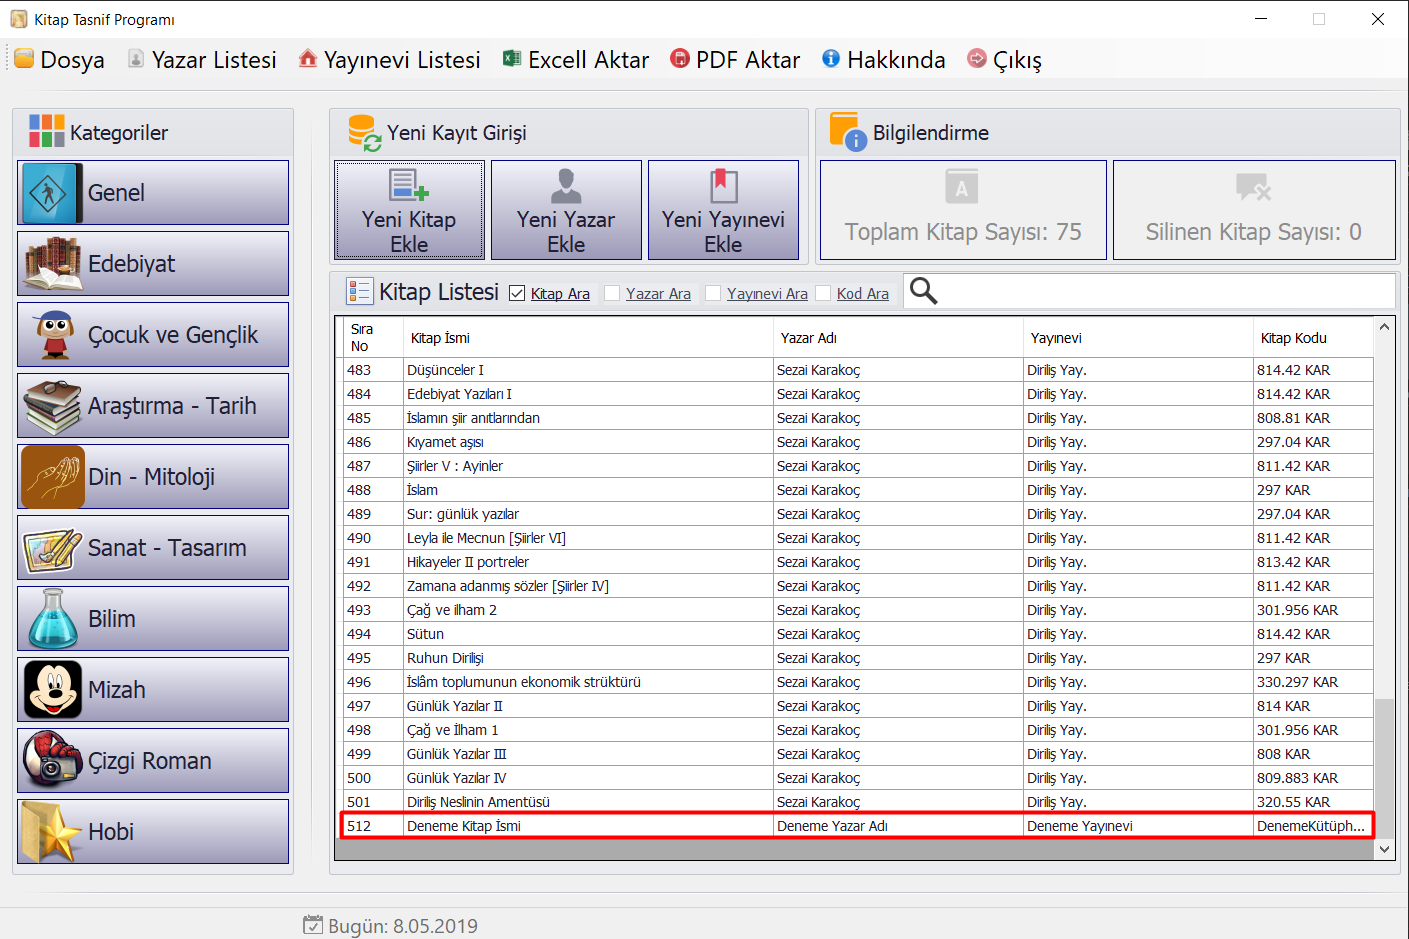 Kitap Tasnif Programı
Dosya Yazar Listesi Yayınevi Listesi Excell Aktar PDF Aktar Hakkında Çıkış
Kategoriler
Genel
Edebiyat
Çocuk ve Gençlik
Araştırma - Tarih
Din - Mitoloji
Sanat - Tasarım
Bilim
Mizah
Çizgi Roman
Hobi
Yeni Kayıt Girişi
Yeni Kitap
Ekle
Yeni Yazar
Ekle
Yeni Yayınevi
Ekle
Bilgilendirme
A
Toplam Kitap Sayısı: 75
Silinen Kitap Sayısı: 0
Kitap Listesi Kitap Ara Yazar Ara Yayınevi Ara Kod Ara
Sıra
No Kitap İsmi Yazar Adı Yayınevi Kitap Kodu
483 Düşünceler I Sezai Karakoç Diriliş Yay. 814.42 KAR
484 Edebiyat Yazıları I Sezai Karakoç Diriliş Yay. 814.42 KAR
485 İslamın şiir anıtlarından Sezai Karakoç Diriliş Yay. 808.81 KAR
486 Kıyamet aşısı Sezai Karakoç Diriliş Yay. 297.04 KAR
487 Şiirler V : Ayinler Sezai Karakoç Diriliş Yay. 811.42 KAR
488 İslam Sezai Karakoç Diriliş Yay. 297 KAR
489 Sur: günlük yazılar Sezai Karakoç Diriliş Yay. 297.04 KAR
490 Leyla ile Mecnun [Şiirler VI] Sezai Karakoç Diriliş Yay. 811.42 KAR
491 Hikayeler II portreler Sezai Karakoç Diriliş Yay. 813.42 KAR
492 Zamana adanmış sözler [Şiirler IV] Sezai Karakoç Diriliş Yay. 811.42 KAR
493 Çağ ve ilham 2 Sezai Karakoç Diriliş Yay. 301.956 KAR
494 Sütun Sezai Karakoç Diriliş Yay. 814.42 KAR
495 Ruhun Dirilişi Sezai Karakoç Diriliş Yay. 297 KAR
496 İslâm toplumunun ekonomik strüktürü Sezai Karakoç Diriliş Yay. 330.297 KAR
497 Günlük Yazılar II Sezai Karakoç Diriliş Yay. 814 KAR
498 Çağ ve İlham 1 Sezai Karakoç Diriliş Yay. 301.956 KAR
499 Günlük Yazılar III Sezai Karakoç Diriliş Yay. 808 KAR
500 Günlük Yazılar IV Sezai Karakoç Diriliş Yay. 809.883 KAR
501 Diriliş Neslinin Amentüsü Sezai Karakoç Diriliş Yay. 320.55 KAR
512 Deneme Kitap İsmi Deneme Yazar Adı Deneme Yayınevi DenemeKütüph...
Bugün: 8.05.2019